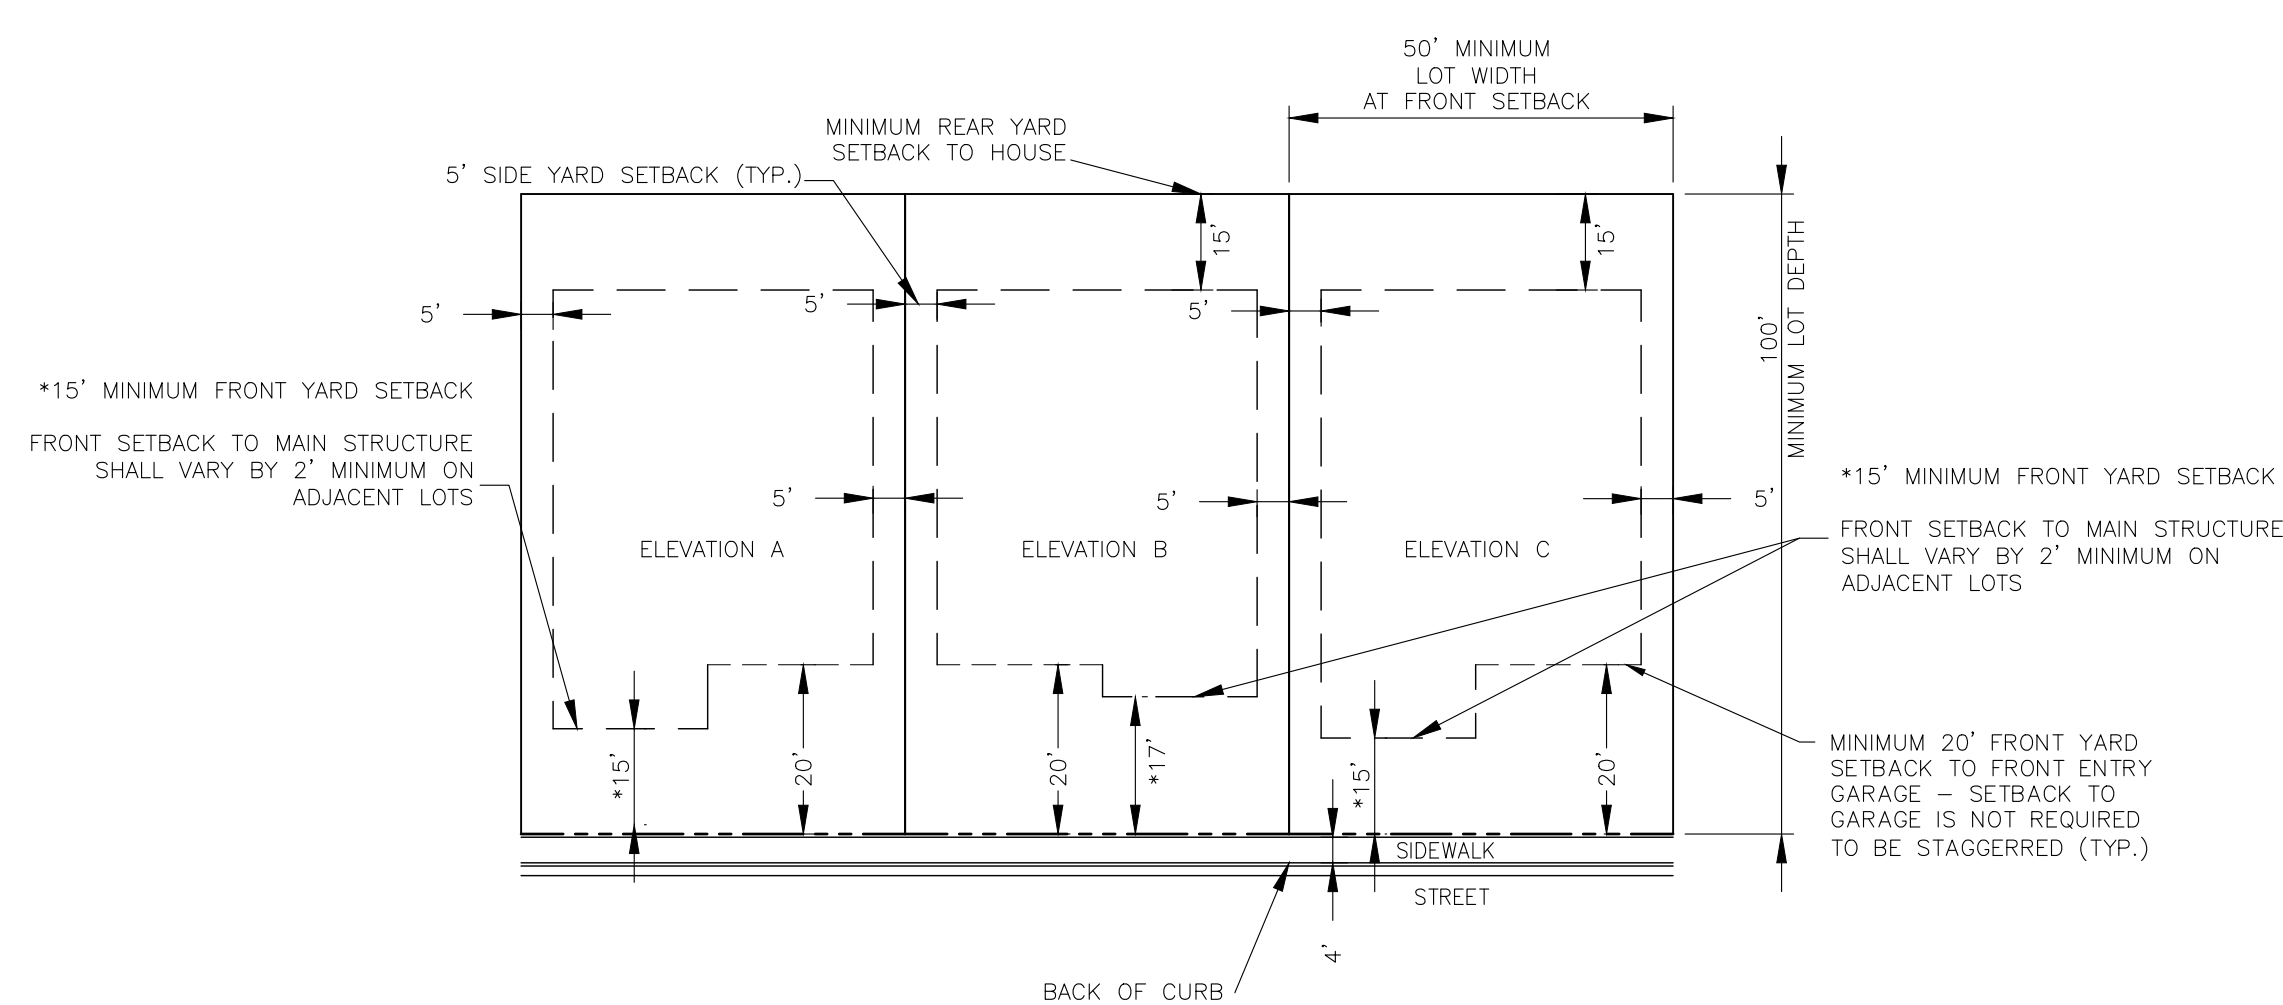 50' MINIMUM
LOT WIDTH
AT FRONT SETBACK
MINIMUM REAR YARD
SETBACK TO HOUSE
5' SIDE YARD SETBACK (TYP.)
15'
15'
100'
MINIMUM LOT DEPTH
5'
5'
5'
*15' MINIMUM FRONT YARD SETBACK
FRONT SETBACK TO MAIN STRUCTURE
SHALL VARY BY 2' MINIMUM ON
ADJACENT LOTS
5'
5'
5'
*15' MINIMUM FRONT YARD SETBACK
FRONT SETBACK TO MAIN STRUCTURE
SHALL VARY BY 2' MINIMUM ON
ADJACENT LOTS
ELEVATION A
ELEVATION B
ELEVATION C
*15'
20'
20'
*17'
*15'
20'
MINIMUM 20' FRONT YARD
SETBACK TO FRONT ENTRY
GARAGE – SETBACK TO
GARAGE IS NOT REQUIRED
TO BE STAGGERRED (TYP.)
SIDEWALK
STREET
4'
BACK OF CURB